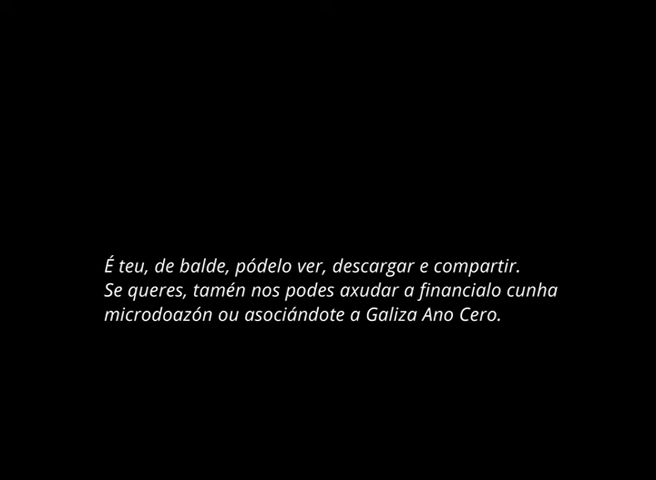 É teu, de balde, pódelo ver, descargar e compartir.
Se queres, tamén nos podes axudar a financialo cunha
microdoazón ou asociándote a Galiza Ano Cero.